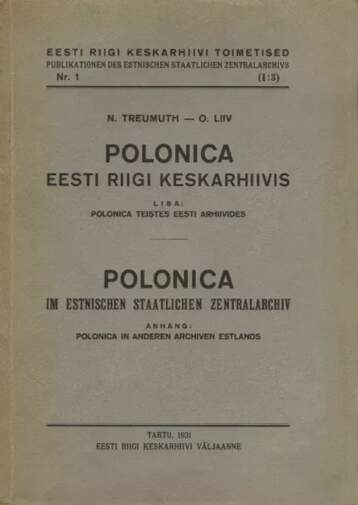 EESTI RIIGI KESKARHIIVI TOIMETISED
PUBLIKATIONEN DES ESTNISCHEN STAATLICHEN ZENTRALARCHIVS
Nr. 1 (I:3)
N. TREUMUTH — O. LIIV
POLONICA
EESTI RIIGI KESKARHIIVIS
LISA:
POLONICA TEISTES EESTI ARHIIVIDES
POLONICA
IM ESTNISCHEN STAATLICHEN ZENTRALARCHIV
ANHANG:
POLONICA IN ANDEREN ARCHIVEN ESTLANDS
TARTU, 1931
EESTI RIIGI KESKARHIIVI VÄLJAANNE